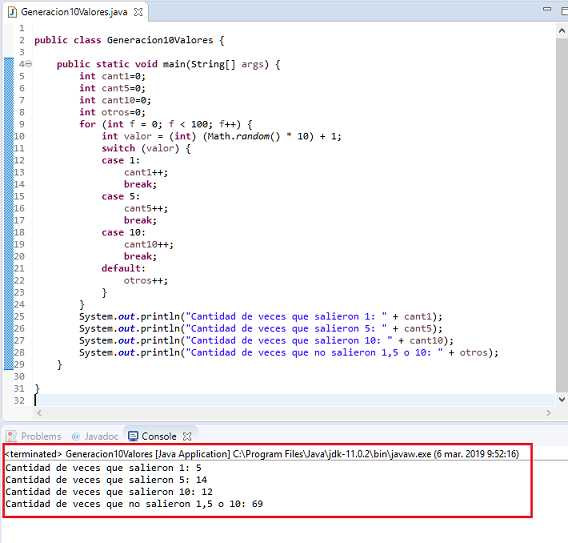 Generacion10Valores.java
1
2 public class Generacion10Valores {
3
4 public static void main(String[] args) {
5 int cant1=0;
6 int cant5=0;
7 int cant10=0;
8 int otros=0;
9 for (int f = 0; f < 100; f++) {
10 int valor = (int) (Math.random() * 10) + 1;
11 switch (valor) {
12 case 1:
13 cant1++;
14 break;
15 case 5:
16 cant5++;
17 break;
18 case 10:
19 cant10++;
20 break;
21 default:
22 otros++;
23 }
24 }
25 System.out.println("Cantidad de veces que salieron 1: " + cant1);
26 System.out.println("Cantidad de veces que salieron 5: " + cant5);
27 System.out.println("Cantidad de veces que salieron 10: " + cant10);
28 System.out.println("Cantidad de veces que no salieron 1,5 o 10: " + otros);
29 }
30
31 }
32
Problems @ Javadoc Console
<terminated> Generacion10Valores [Java Application] C:\Program Files\Java\jdk-11.0.2\bin\javaw.exe (6 mar. 2019 9:52:16)
Cantidad de veces que salieron 1: 5
Cantidad de veces que salieron 5: 14
Cantidad de veces que salieron 10: 12
Cantidad de veces que no salieron 1,5 o 10: 69